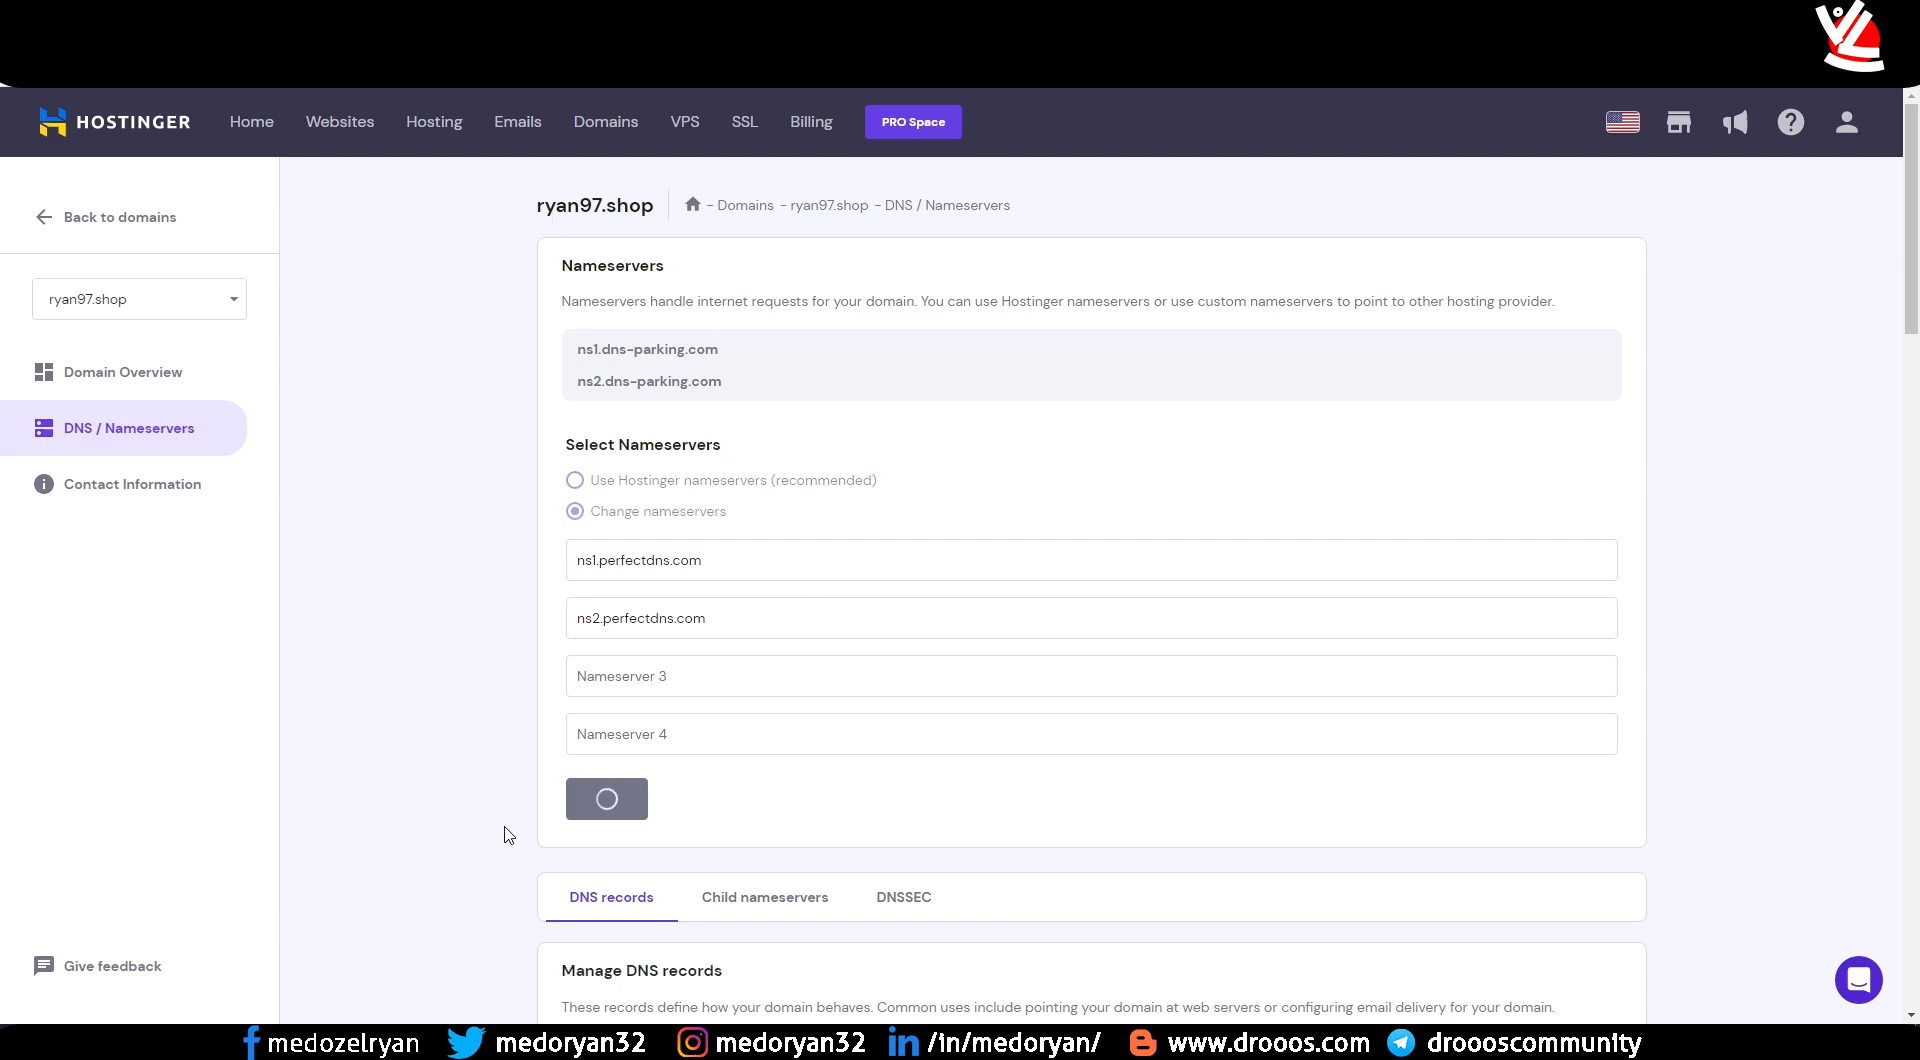 HOSTINGER
Home Websites Hosting Emails Domains VPS SSL Billing PRO Space
Back to domains
ryan97.shop
Domain Overview
DNS / Nameservers
Contact Information
Give feedback
ryan97.shop - Domains - ryan97.shop - DNS / Nameservers
Nameservers
Nameservers handle internet requests for your domain. You can use Hostinger nameservers or use custom nameservers to point to other hosting provider.
ns1.dns-parking.com
ns2.dns-parking.com
Select Nameservers
Use Hostinger nameservers (recommended)
Change nameservers
ns1.perfectdns.com
ns2.perfectdns.com
Nameserver 3
Nameserver 4
DNS records Child nameservers DNSSEC
Manage DNS records
These records define how your domain behaves. Common uses include pointing your domain at web servers or configuring email delivery for your domain.
medozelryan medoryan32 medoryan32 /in/medoryan/ www.drooos.com droooscommunity